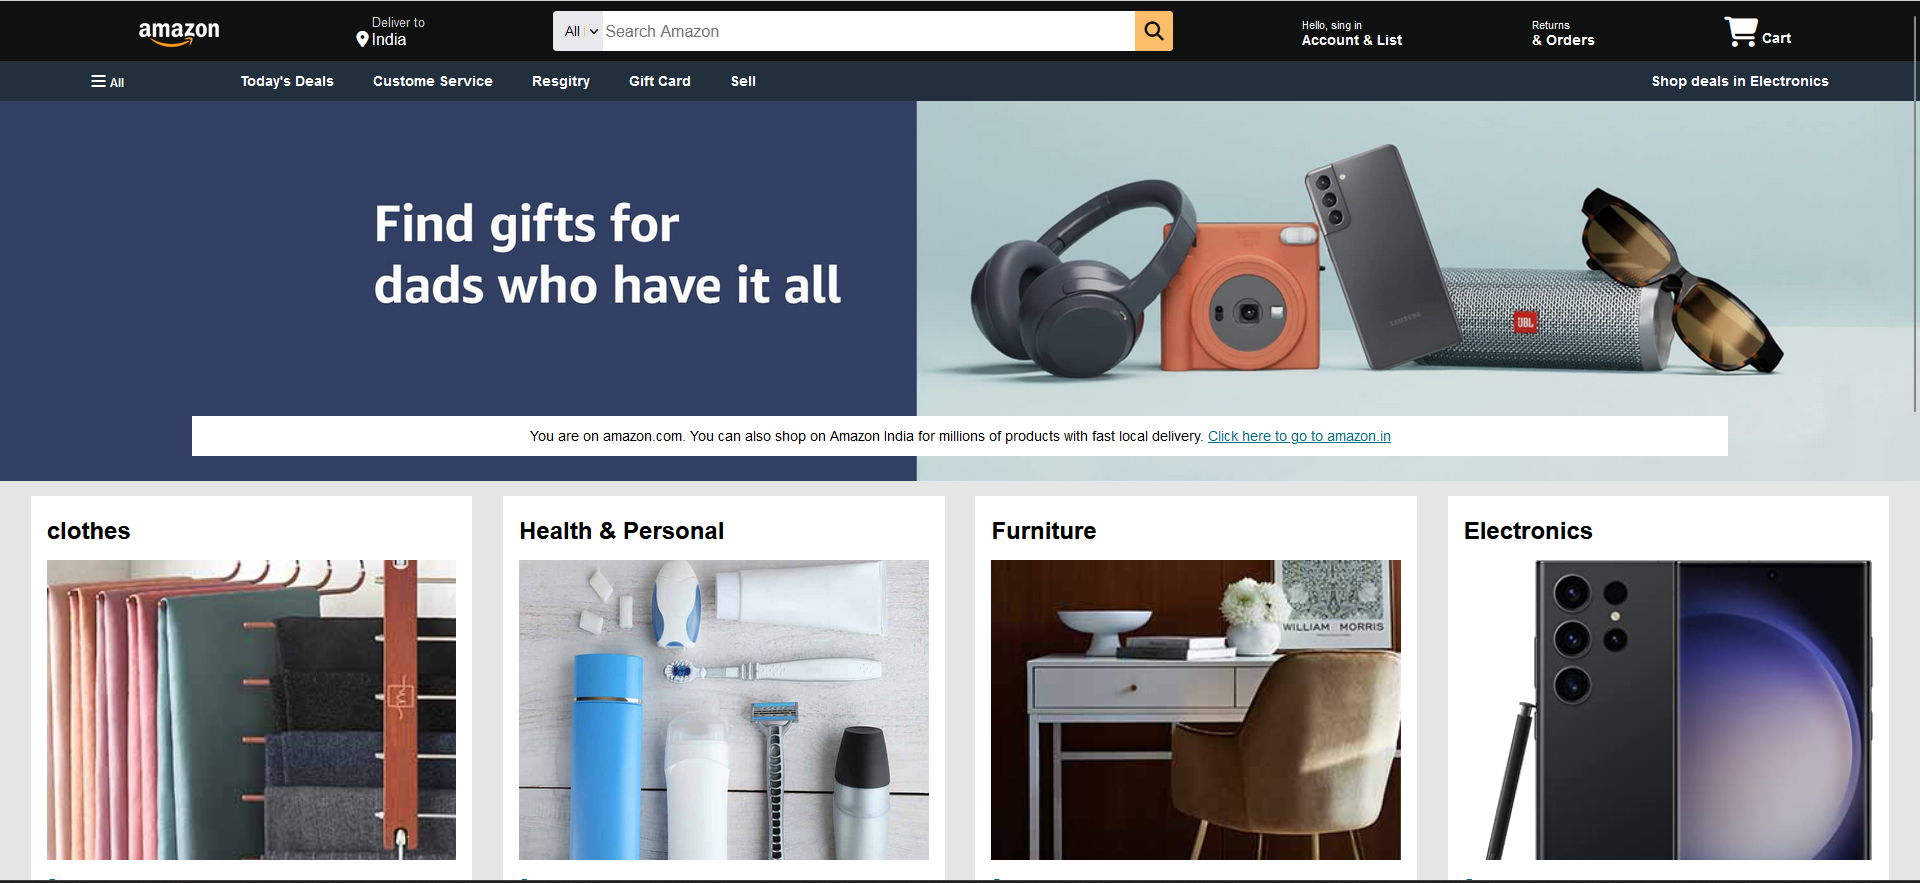 amazon
Deliver to
India
All
Search Amazon
Hello, sing in
Account & List
Returns
& Orders
Cart
All
Today's Deals
Custome Service
Resgitry
Gift Card
Sell
Shop deals in Electronics
Find gifts for
dads who have it all
SAMSUNG
JBL
You are on amazon.com. You can also shop on Amazon India for millions of products with fast local delivery. Click here to go to amazon.in
clothes
Health & Personal
Furniture
Electronics
WILLIAM MORRIS